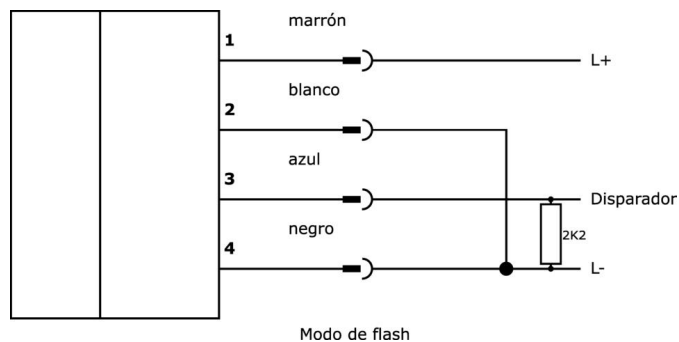 marrón
1
L+
blanco
2
azul
3
Disparador
negro
2K2
4
L-
Modo de flash